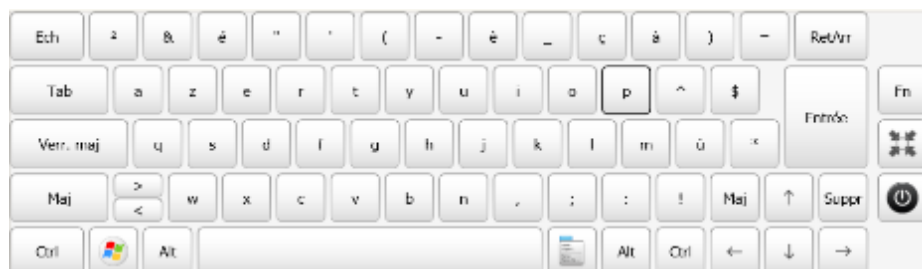 Ech ² & é " ' ( - è _ ç à ) = Ret.Arr
Tab a z e r t y u i o p ^ $ Entrée Fn
Verr. maj q s d f g h j k l m ù *
Maj > < w x c v b n , ; : ! Maj ↑ Suppr
Ctrl Alt Alt Ctrl ← ↓ →